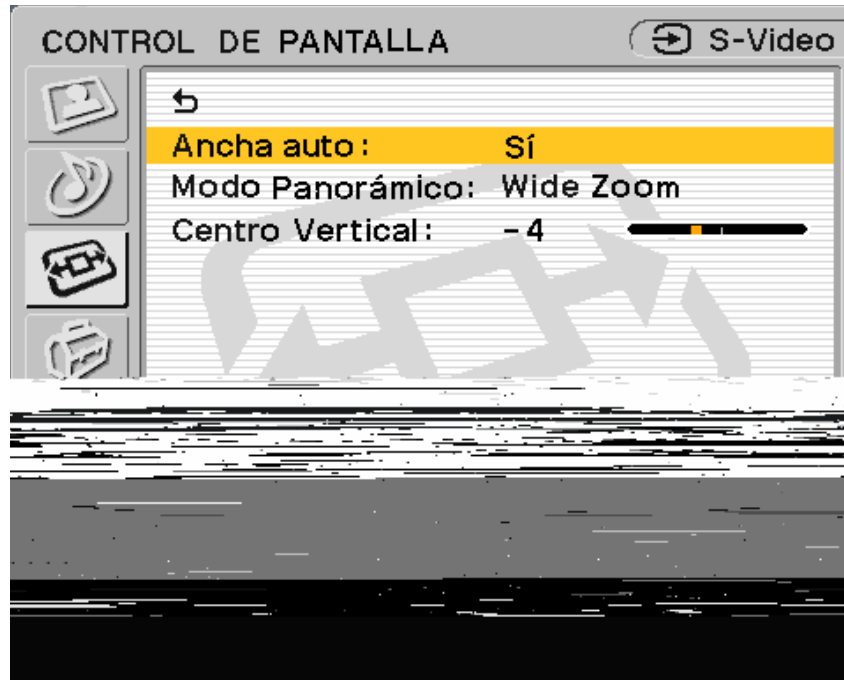 CONTROL DE PANTALLA S-Video
Ancha auto: Sí
Modo Panorámico: Wide Zoom
Centro Vertical: -4